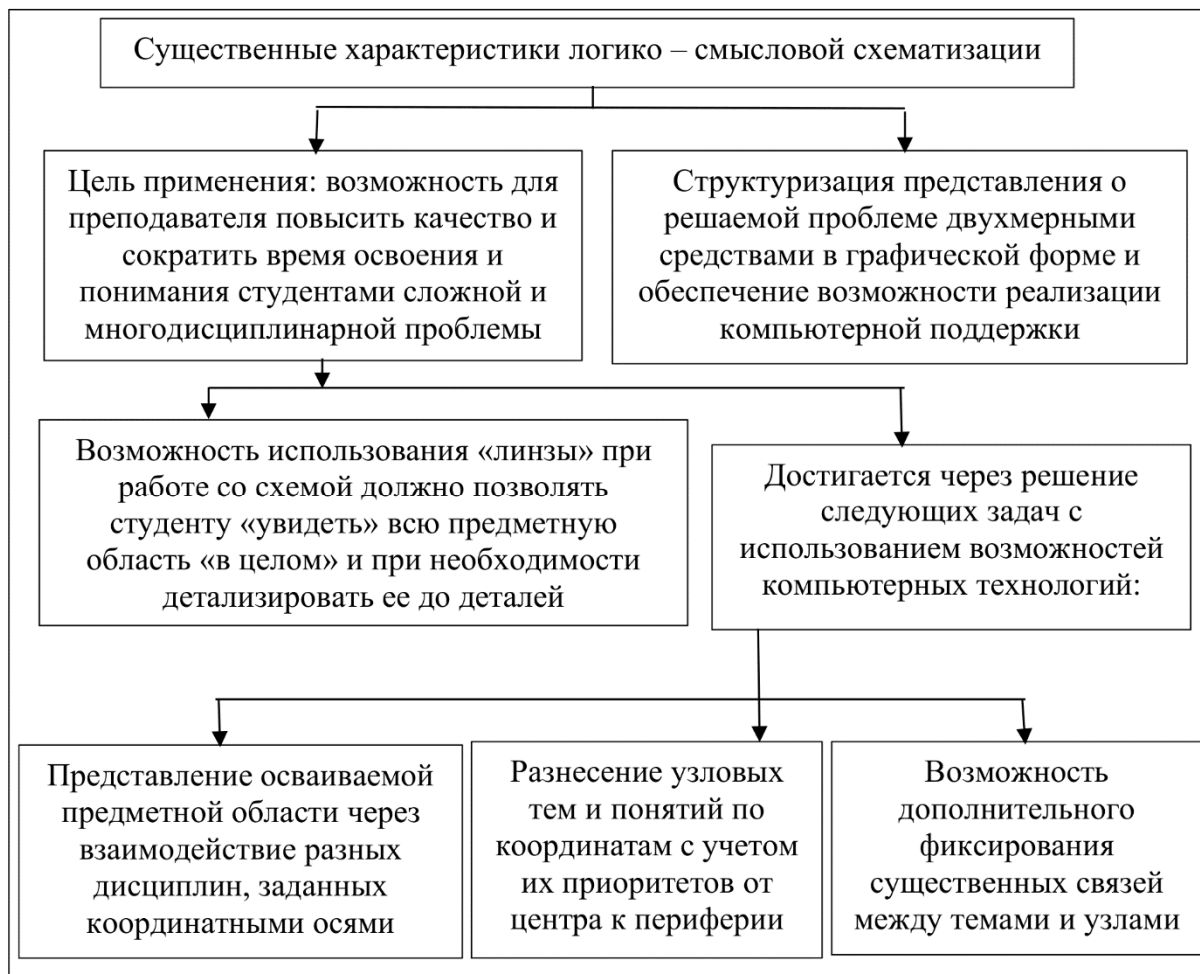 Существенные характеристики логико – смысловой схематизации
Цель применения: возможность для
преподавателя повысить качество и
сократить время освоения и
понимания студентами сложной и
многодисциплинарной проблемы
Структуризация представления о
решаемой проблеме двухмерными
средствами в графической форме и
обеспечение возможности реализации
компьютерной поддержки
Возможность использования «линзы» при
работе со схемой должно позволять
студенту «увидеть» всю предметную
область «в целом» и при необходимости
детализировать ее до деталей
Достигается через решение
следующих задач с
использованием возможностей
компьютерных технологий:
Представление осваиваемой
предметной области через
взаимодействие разных
дисциплин, заданных
координатными осями
Разнесение узловых
тем и понятий по
координатам с учетом
их приоритетов от
центра к периферии
Возможность
дополнительного
фиксирования
существенных связей
между темами и узлами